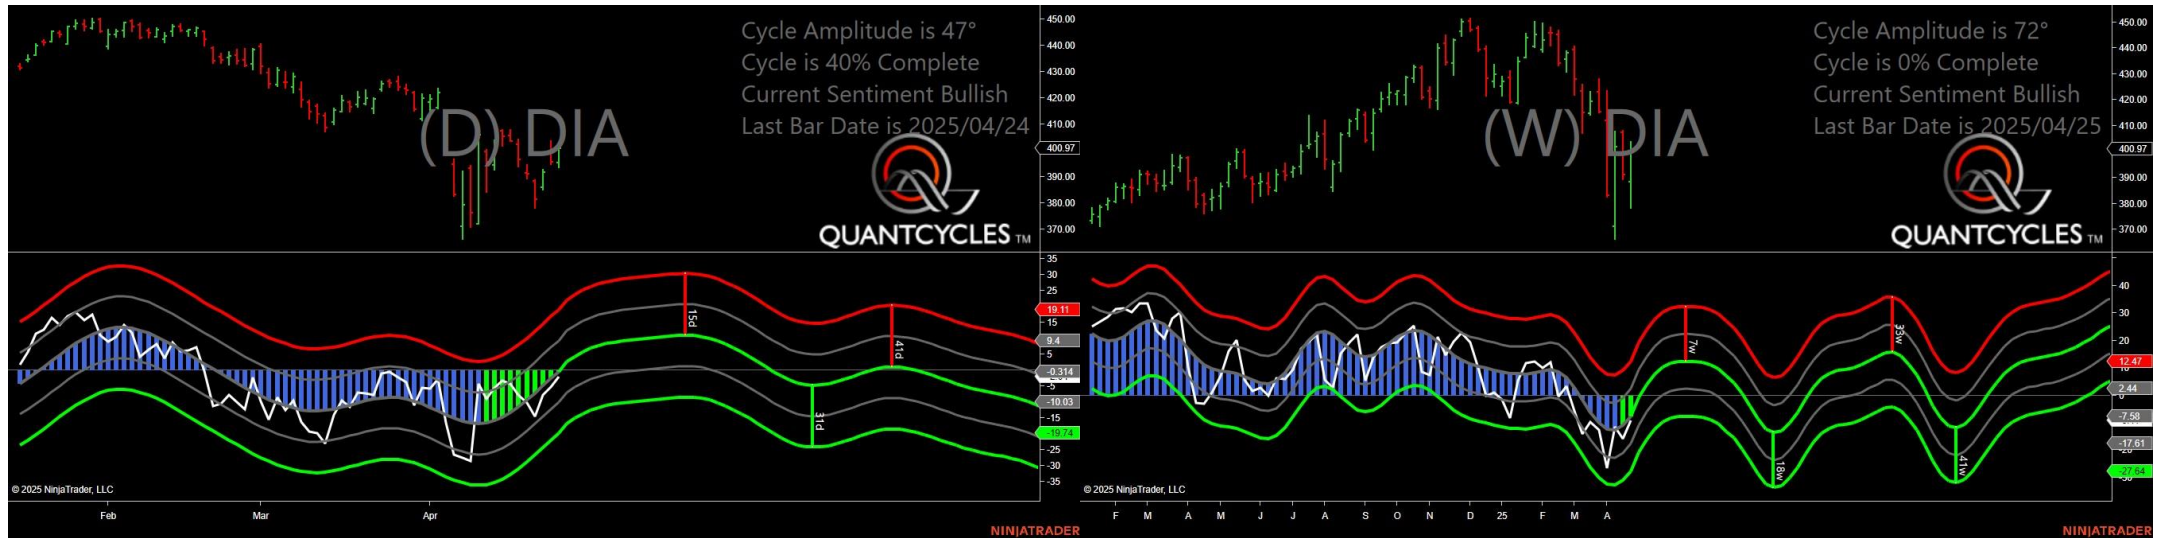 Cycle Amplitude is 47°
Cycle is 40% Complete
Current Sentiment Bullish
Last Bar Date is 2025/04/24
(D) DIA
QUANTCYCLES TM
450.00
440.00
430.00
420.00
410.00
400.97
390.00
380.00
370.00
35
30
25
19.11
15
9.4
5
-0.314
-5
-10.03
-15
-19.74
-25
-30
-35
15d
31d
41d
© 2025 NinjaTrader, LLC
Feb
Mar
Apr
NINJATRADER
Cycle Amplitude is 72°
Cycle is 0% Complete
Current Sentiment Bullish
Last Bar Date is 2025/04/25
(W) DIA
QUANTCYCLES TM
450.00
440.00
430.00
420.00
410.00
400.97
390.00
380.00
370.00
40
30
20
12.47
10
2.44
0
-7.58
-17.61
-27.64
7w
18w
33w
41w
© 2025 NinjaTrader, LLC
F
M
A
M
J
J
A
S
O
N
D
25
F
M
A
NINJATRADER